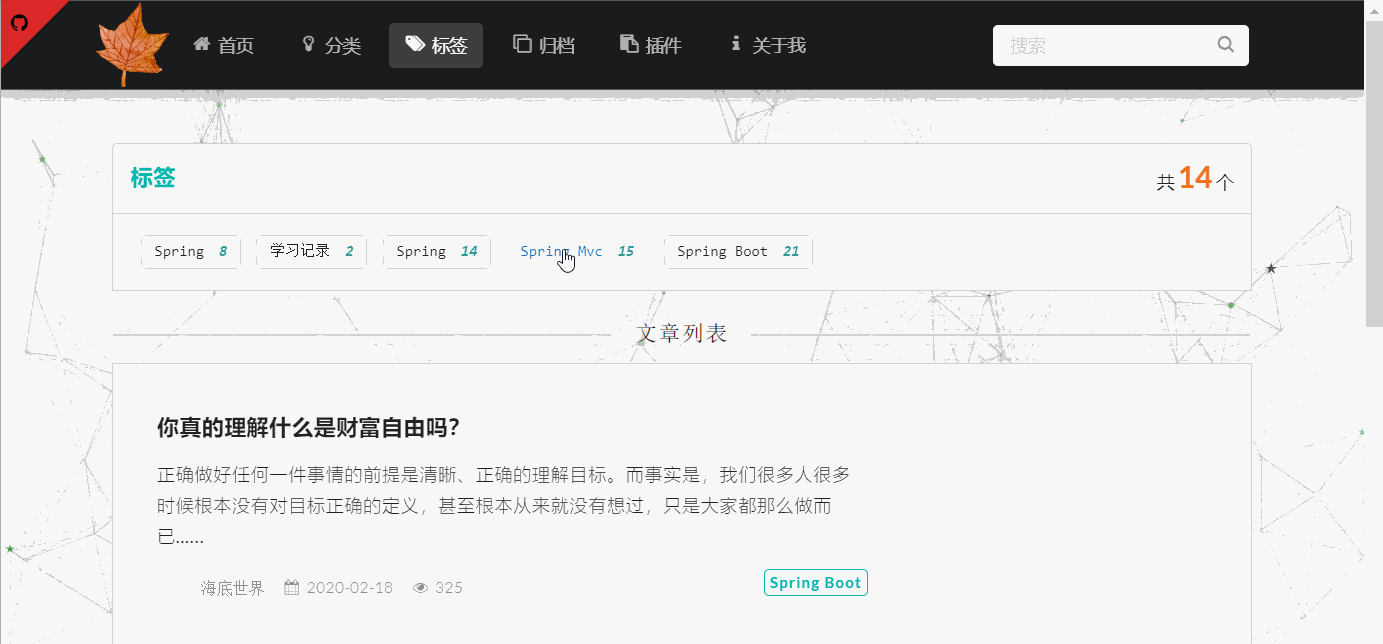 首页 分类 标签 归档 插件 关于我 搜索
标签 共14个
Spring 8 学习记录 2 Spring 14 Spring Mvc 15 Spring Boot 21
文章列表
你真的理解什么是财富自由吗?
正确做好任何一件事情的前提是清晰、正确的理解目标。而事实是，我们很多人很多
时候根本没有对目标正确的定义，甚至根本从来就没有想过，只是大家都那么做而
已......
海底世界 2020-02-18 325 Spring Boot